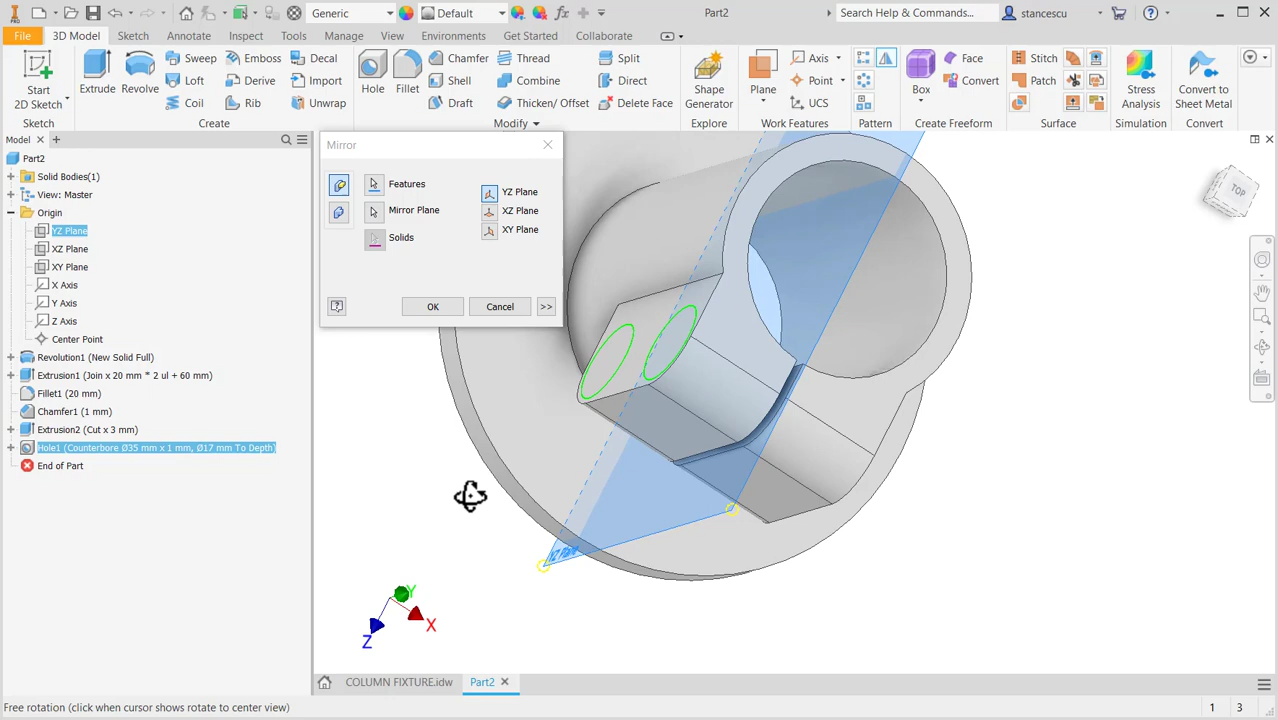 PRO
Generic
Default
Part2
Search Help & Commands...
stancescu
File
3D Model
Sketch
Annotate
Inspect
Tools
Manage
View
Environments
Get Started
Collaborate
Start
2D Sketch
Extrude
Revolve
Sweep
Loft
Coil
Emboss
Derive
Rib
Decal
Import
Unwrap
Hole
Fillet
Chamfer
Shell
Draft
Thread
Combine
Thicken/ Offset
Split
Direct
Delete Face
Shape
Generator
Plane
Axis
Point
UCS
Box
Face
Convert
Stitch
Patch
Stress
Analysis
Convert to
Sheet Metal
Sketch
Create
Modify
Explore
Work Features
Pattern
Create Freeform
Surface
Simulation
Convert
Model
Part2
Solid Bodies(1)
View: Master
Origin
YZ Plane
XZ Plane
XY Plane
X Axis
Y Axis
Z Axis
Center Point
Revolution1 (New Solid Full)
Extrusion1 (Join x 20 mm * 2 ul + 60 mm)
Fillet1 (20 mm)
Chamfer1 (1 mm)
Extrusion2 (Cut x 3 mm)
Hole1 (Counterbore Ø35 mm x 1 mm, Ø17 mm To Depth)
End of Part
Mirror
Features
Mirror Plane
Solids
YZ Plane
XZ Plane
XY Plane
OK
Cancel
>>
TOP
YZ Plane
Y
X
Z
COLUMN FIXTURE.idw
Part2
Free rotation (click when cursor shows rotate to center view)
1
3